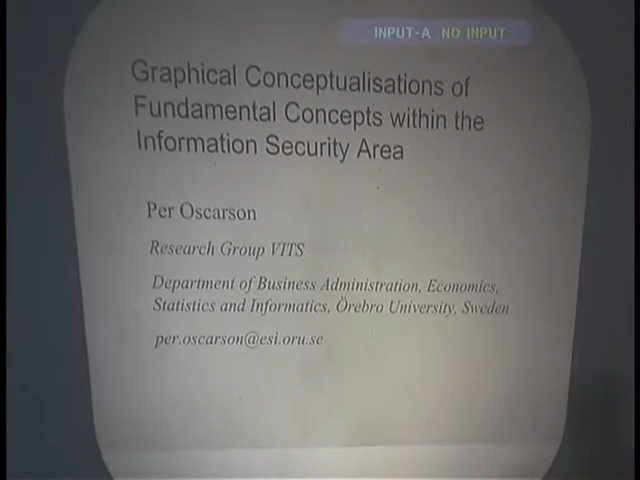 INPUT-A NO INPUT
Graphical Conceptualisations of
Fundamental Concepts within the
Information Security Area
Per Oscarson
Research Group VITS
Department of Business Administration, Economics,
Statistics and Informatics, Örebro University, Sweden
per.oscarson@esi.oru.se